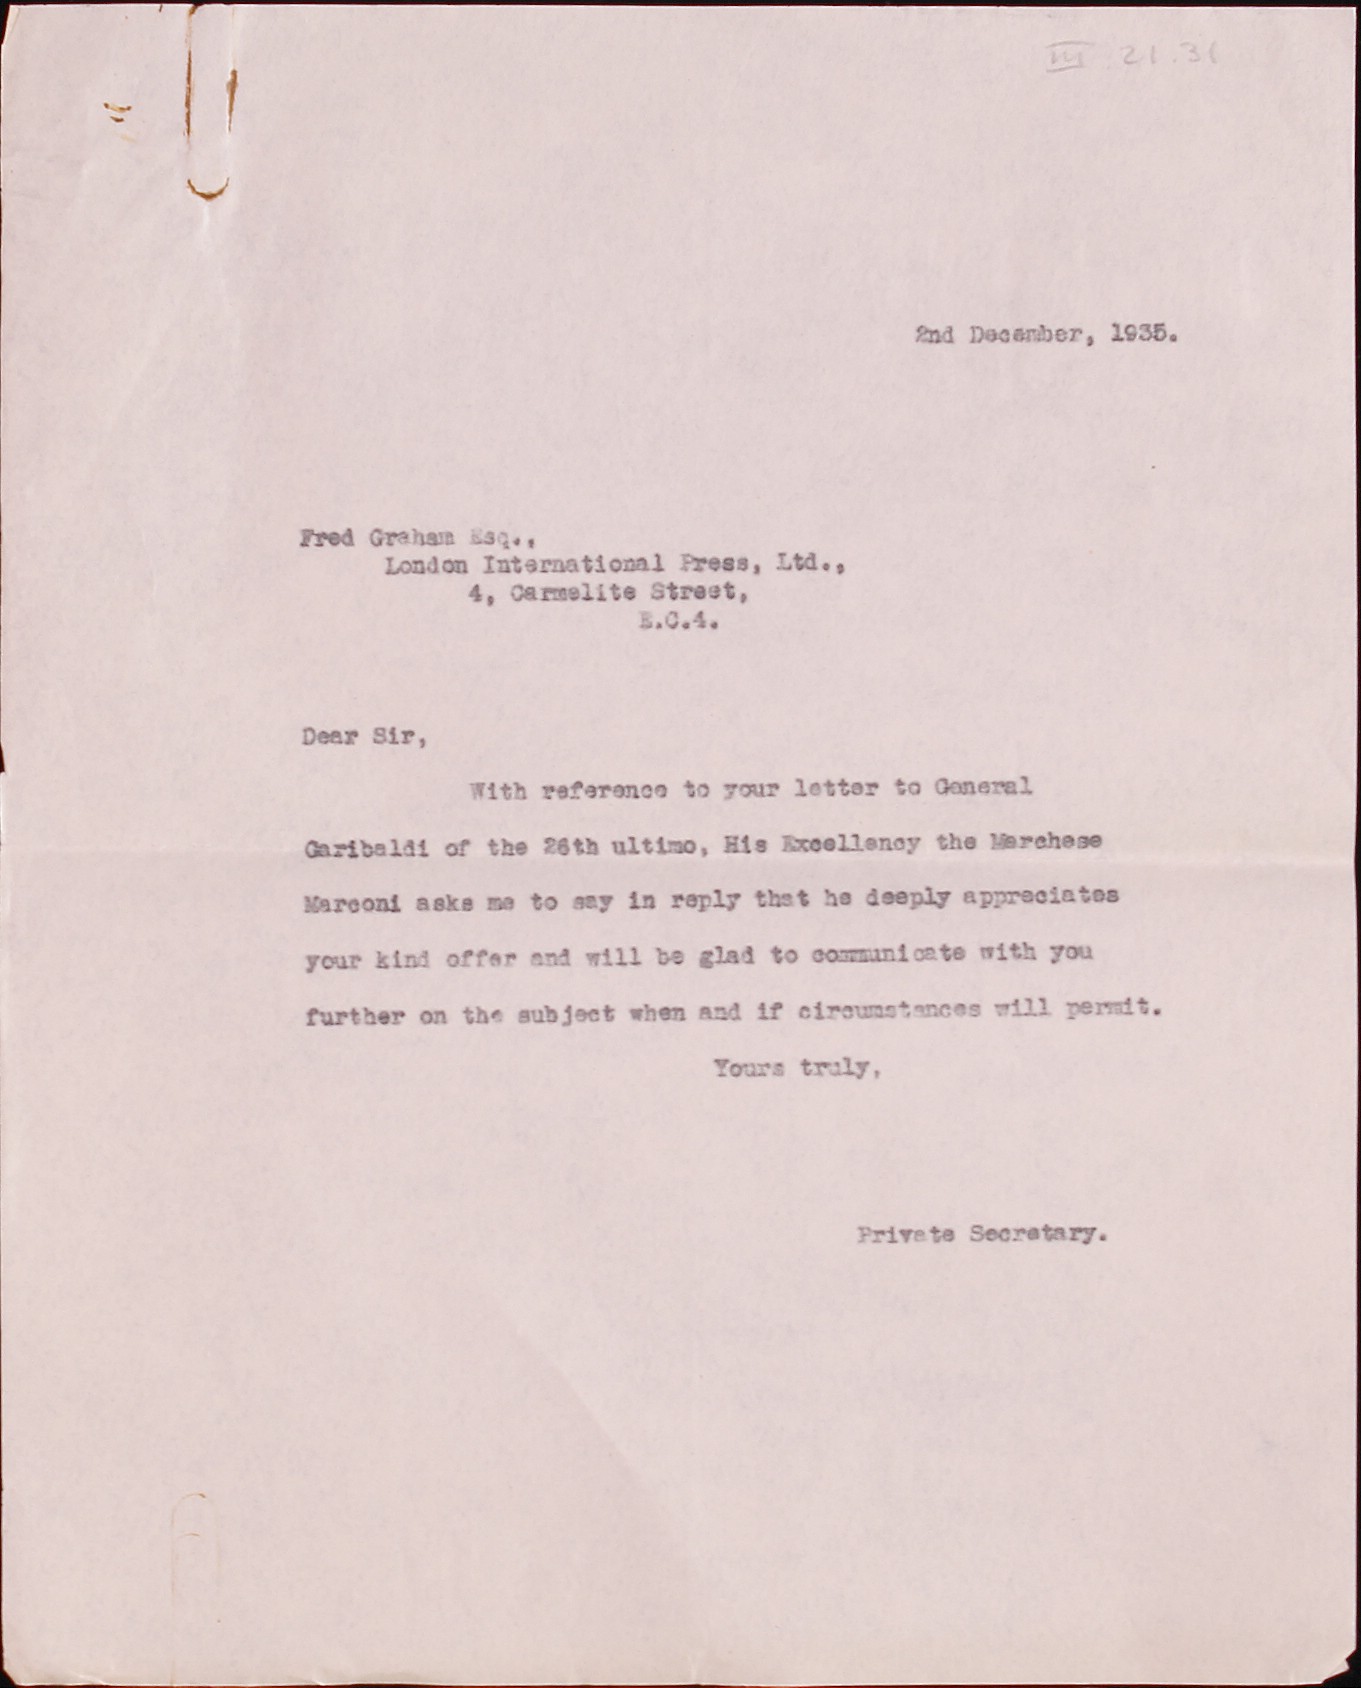 III 21.31
2nd December, 1935.
Fred Graham Esq.,
London International Press, Ltd.,
4, Carmelite Street,
E.C.4.
Dear Sir,
With reference to your letter to General
Garibaldi of the 26th ultimo, His Excellency the Marchese
Marconi asks me to say in reply that he deeply appreciates
your kind offer and will be glad to communicate with you
further on the subject when and if circumstances will permit.
Yours truly,
Private Secretary.